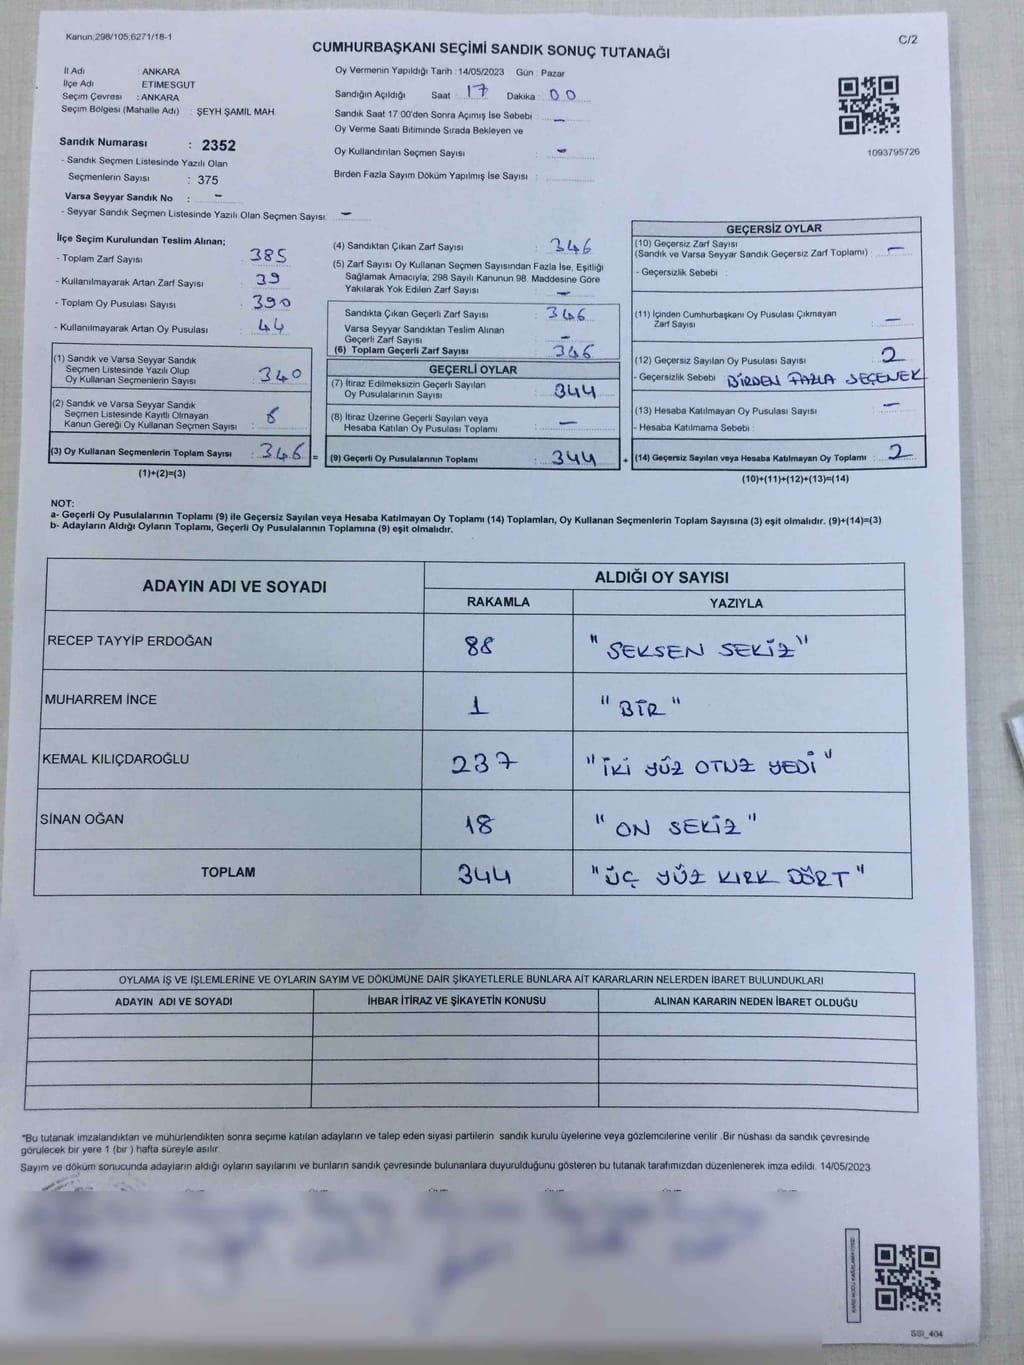 Kanun 298/105,6271/18-1
C/2
CUMHURBAŞKANI SEÇİMİ SANDIK SONUÇ TUTANAĞI
İl Adı : ANKARA
İlçe Adı ETİMESGUT
Seçim Çevresi : ANKARA
Seçim Bölgesi (Mahalle Adı) : ŞEYH ŞAMİL MAH
Sandık Numarası : 2352
- Sandık Seçmen Listesinde Yazılı Olan
Seçmenlerin Sayısı : 375
Varsa Seyyar Sandık No : -
- Seyyar Sandık Seçmen Listesinde Yazılı Olan Seçmen Sayısı: -
Oy Vermenin Yapıldığı Tarih : 14/05/2023 Gün : Pazar
Sandığın Açıldığı Saat : 17 Dakika : 00
Sandık Saat 17:00'den Sonra Açımış İse Sebebi : -
Oy Verme Saati Bitiminde Sırada Bekleyen ve
Oy Kullandırılan Seçmen Sayısı : -
Birden Fazla Sayım Döküm Yapılmış İse Sayısı :
1093795726
İlçe Seçim Kurulundan Teslim Alınan;
- Toplam Zarf Sayısı : 385
- Kullanılmayarak Artan Zarf Sayısı : 39
- Toplam Oy Pusulası Sayısı : 390
- Kullanılmayarak Artan Oy Pusulası : 44
(1) Sandık ve Varsa Seyyar Sandık
Seçmen Listesinde Yazılı Olup
Oy Kullanan Seçmenlerin Sayısı : 340
(2) Sandık ve Varsa Seyyar Sandık
Seçmen Listesinde Kayıtlı Olmayan
Kanun Gereği Oy Kullanan Seçmen Sayısı : 6
(3) Oy Kullanan Seçmenlerin Toplam Sayısı : 346 =
(1)+(2)=(3)
(4) Sandıktan Çıkan Zarf Sayısı : 346
(5) Zarf Sayısı Oy Kullanan Seçmen Sayısından Fazla İse, Eşitliği
Sağlamak Amacıyla; 298 Sayılı Kanunun 98. Maddesine Göre
Yakılarak Yok Edilen Zarf Sayısı : -
Sandıkta Çıkan Geçerli Zarf Sayısı : 346
Varsa Seyyar Sandıktan Teslim Alınan
Geçerli Zarf Sayısı : -
(6) Toplam Geçerli Zarf Sayısı : 346
GEÇERLİ OYLAR
(7) İtiraz Edilmeksizin Geçerli Sayılan
Oy Pusulalarının Sayısı : 344
(8) İtiraz Üzerine Geçerli Sayılan veya
Hesaba Katılan Oy Pusulası Toplamı : -
(9) Geçerli Oy Pusulalarının Toplamı : 344 +
GEÇERSİZ OYLAR
(10) Geçersiz Zarf Sayısı
(Sandık ve Varsa Seyyar Sandık Geçersiz Zarf Toplamı) : -
- Geçersizlik Sebebi :
(11) İçinden Cumhurbaşkanı Oy Pusulası Çıkmayan
Zarf Sayısı : -
(12) Geçersiz Sayılan Oy Pusulası Sayısı : 2
- Geçersizlik Sebebi : BİRDEN FAZLA SEÇENEK
(13) Hesaba Katılmayan Oy Pusulası Sayısı : -
- Hesaba Katılmama Sebebi :
(14) Geçersiz Sayılan veya Hesaba Katılmayan Oy Toplamı : 2
(10)+(11)+(12)+(13)=(14)
NOT:
a- Geçerli Oy Pusulalarının Toplamı (9) ile Geçersiz Sayılan veya Hesaba Katılmayan Oy Toplamı (14) Toplamları, Oy Kullanan Seçmenlerin Toplam Sayısına (3) eşit olmalıdır. (9)+(14)=(3)
b- Adayların Aldığı Oyların Toplamı, Geçerli Oy Pusulalarının Toplamına (9) eşit olmalıdır.
ADAYIN ADI VE SOYADI ALDIĞI OY SAYISI
RAKAMLA YAZIYLA
RECEP TAYYİP ERDOĞAN 88 "SEKSEN SEKİZ"
MUHARREM İNCE 1 "BİR"
KEMAL KILIÇDAROĞLU 237 "İKİ YÜZ OTUZ YEDİ"
SİNAN OĞAN 18 "ON SEKİZ"
TOPLAM 344 "ÜÇ YÜZ KIRK DÖRT"
OYLAMA İŞ VE İŞLEMLERİNE VE OYLARIN SAYIM VE DÖKÜMÜNE DAİR ŞİKAYETLERLE BUNLARA AİT KARARLARIN NELERDEN İBARET BULUNDUKLARI
ADAYIN ADI VE SOYADI İHBAR İTİRAZ VE ŞİKAYETİN KONUSU ALINAN KARARIN NEDEN İBARET OLDUĞU
"Bu tutanak imzalandıktan ve mühürlendikten sonra seçime katılan adayların ve talep eden siyasi partilerin sandık kurulu üyelerine veya gözlemcilerine verilir .Bir nüshası da sandık çevresinde
görülecek bir yere 1 (bir ) hafta süreyle asılır.
Sayım ve döküm sonucunda adayların aldığı oyların sayılarını ve bunların sandık çevresinde bulunanlara duyurulduğunu gösteren bu tutanak tarafımızdan düzenlenerek imza edildi. 14/05/2023
SSİ_404